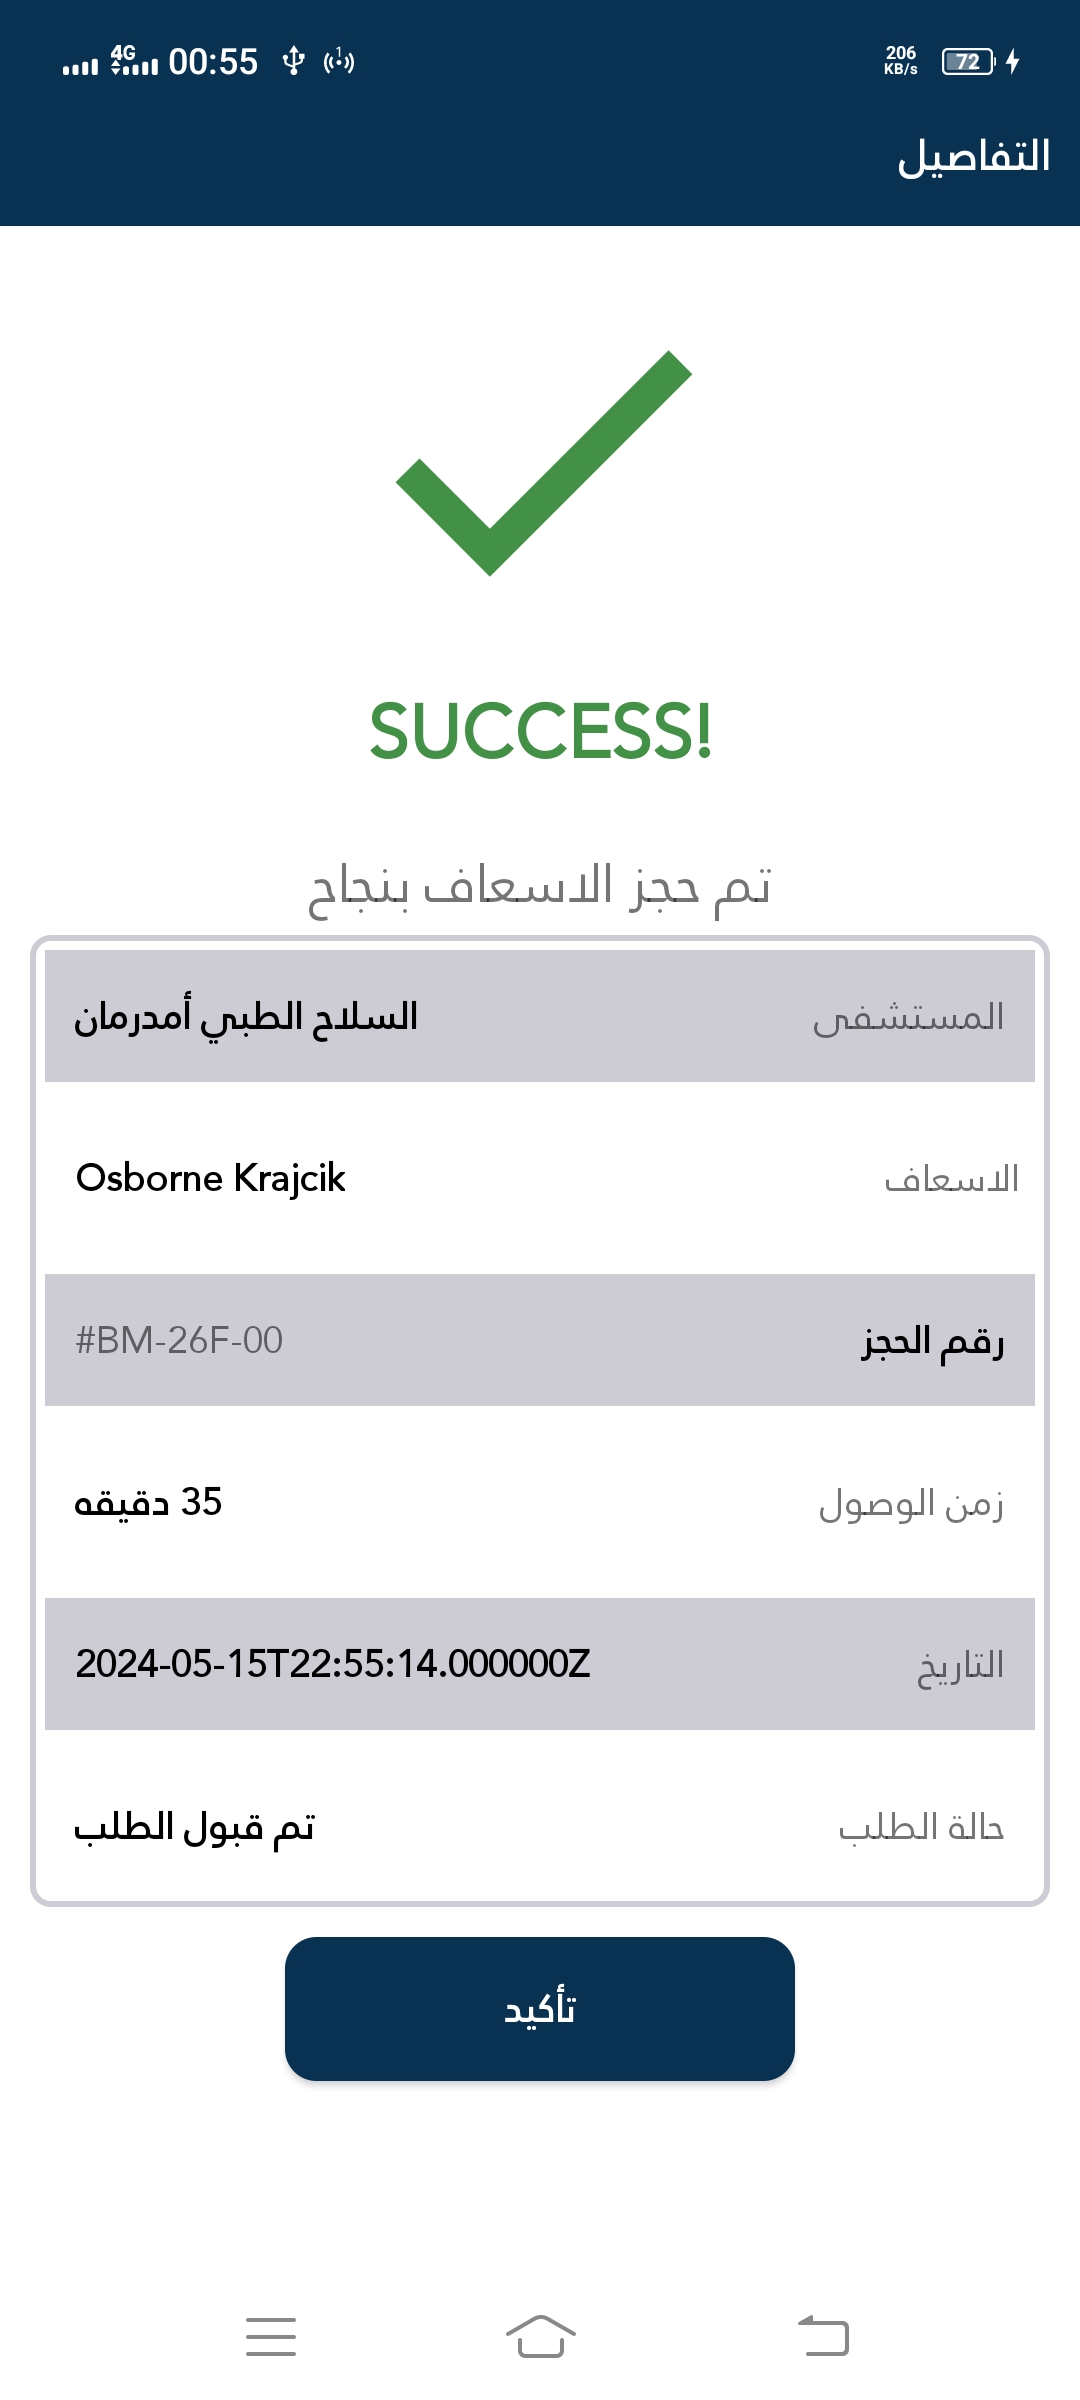 4G 00:55 1 206 KB/s 72
التفاصيل
SUCCESS!
تم حجز الاسعاف بنجاح
المستشفى السلاح الطبي أمدرمان
الاسعاف Osborne Krajcik
رقم الحجز #BM-26F-00
زمن الوصول 35 دقيقه
التاريخ 2024-05-15T22:55:14.000000Z
حالة الطلب تم قبول الطلب
تأكيد